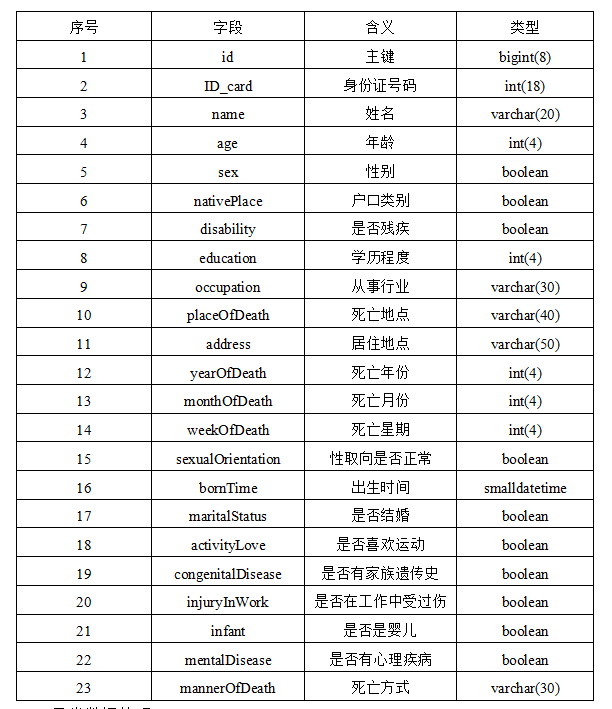 序号 字段 含义 类型
1 id 主键 bigint(8)
2 ID_card 身份证号码 int(18)
3 name 姓名 varchar(20)
4 age 年龄 int(4)
5 sex 性别 boolean
6 nativePlace 户口类别 boolean
7 disability 是否残疾 boolean
8 education 学历程度 int(4)
9 occupation 从事行业 varchar(30)
10 placeOfDeath 死亡地点 varchar(40)
11 address 居住地点 varchar(50)
12 yearOfDeath 死亡年份 int(4)
13 monthOfDeath 死亡月份 int(4)
14 weekOfDeath 死亡星期 int(4)
15 sexualOrientation 性取向是否正常 boolean
16 bornTime 出生时间 smalldatetime
17 maritalStatus 是否结婚 boolean
18 activityLove 是否喜欢运动 boolean
19 congenitalDisease 是否有家族遗传史 boolean
20 injuryInWork 是否在工作中受过伤 boolean
21 infant 是否是婴儿 boolean
22 mentalDisease 是否有心理疾病 boolean
23 mannerOfDeath 死亡方式 varchar(30)